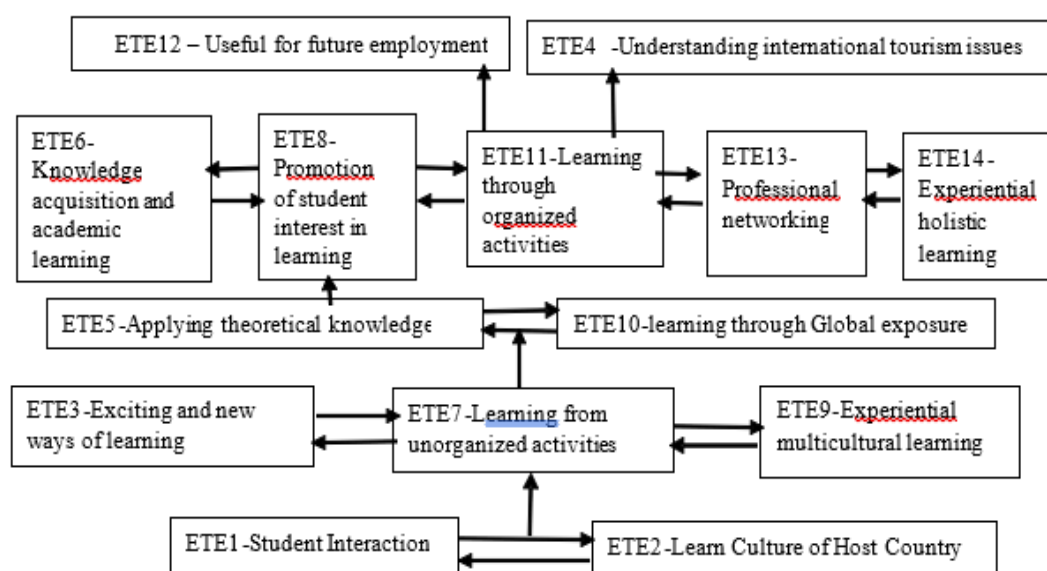 ETE12 – Useful for future employment
ETE4 -Understanding international tourism issues
ETE6-
Knowledge
acquisition and
academic
learning
ETE8-
Promotion
of student
interest in
learning
ETE11-Learning
through
organized
activities
ETE13-
Professional
networking
ETE14-
Experiential
holistic
learning
ETE5-Applying theoretical knowledge
ETE10-learning through Global exposure
ETE3-Exciting and new
ways of learning
ETE7-Learning from
unorganized activities
ETE9-Experiential
multicultural learning
ETE1-Student Interaction
ETE2-Learn Culture of Host Country